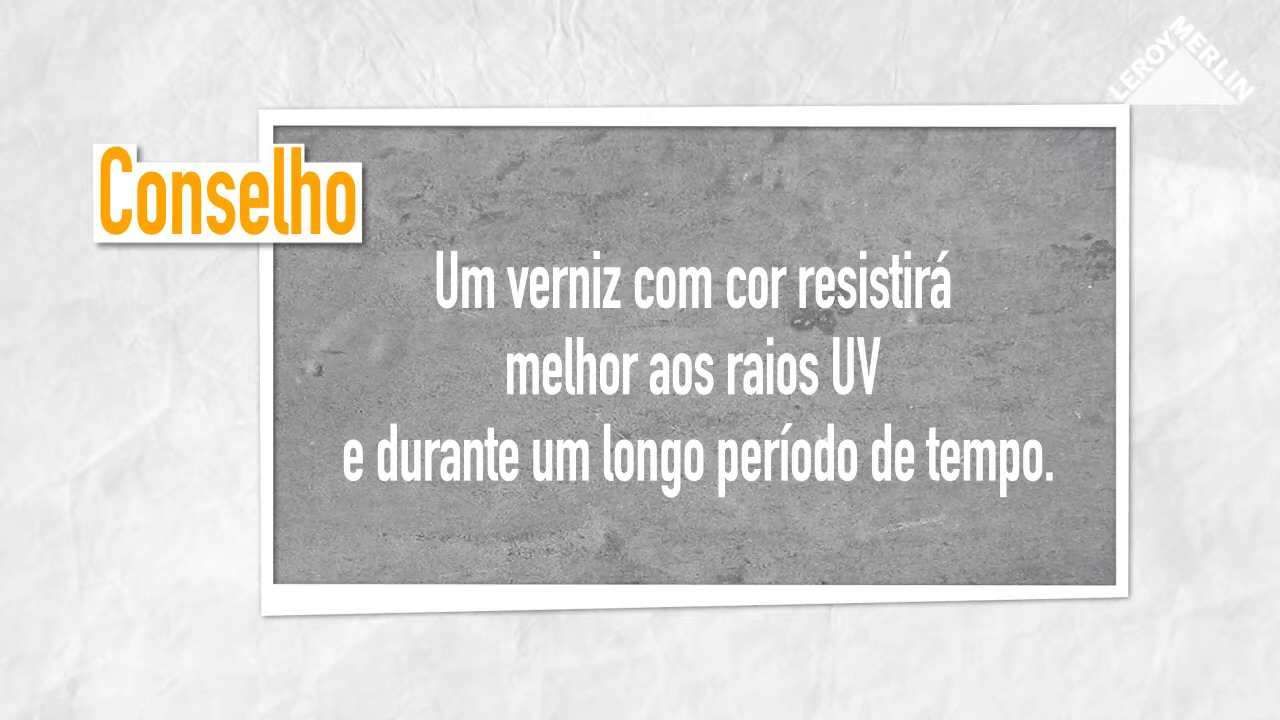 LEROY MERLIN
Conselho
Um verniz com cor resistirá
melhor aos raios UV
e durante um longo período de tempo.